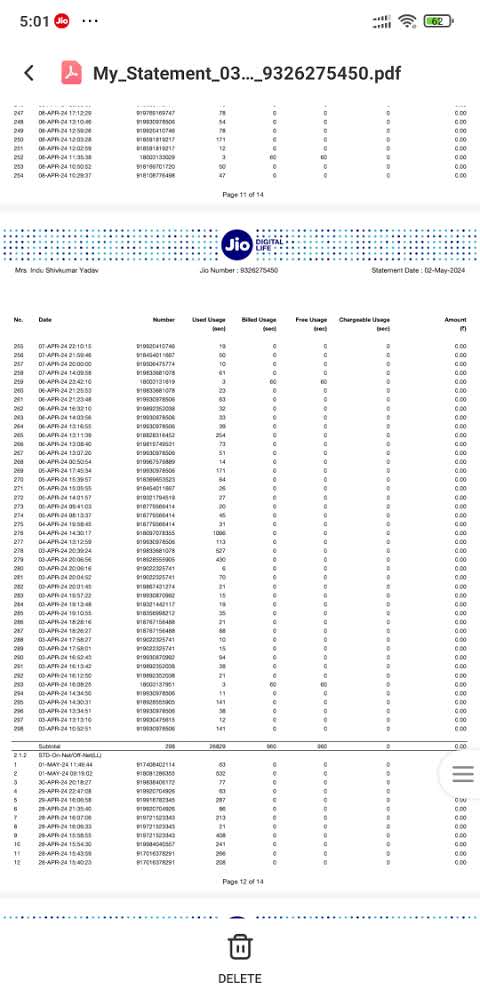 5:01 Jio ... 62
My_Statement_03..._9326275450.pdf
247 08-APR-24 17:12:29 919769169747 78 0 0 0 0.00
248 08-APR-24 13:10:46 919930978506 54 0 0 0 0.00
249 08-APR-24 12:59:26 919920410746 78 0 0 0 0.00
250 08-APR-24 12:03:28 918591819217 171 0 0 0 0.00
251 08-APR-24 12:02:59 918591819217 12 0 0 0 0.00
252 08-APR-24 11:35:38 18002133029 3 60 60 0 0.00
253 08-APR-24 10:50:52 918169701720 50 0 0 0 0.00
254 08-APR-24 10:29:37 918108776498 47 0 0 0 0.00
Page 11 of 14
Jio DIGITAL LIFE
Mrs Indu Shivkumar Yadav Jio Number : 9326275450 Statement Date : 02-May-2024
No. Date Number Used Usage Billed Usage Free Usage Chargeable Usage Amount
(sec) (sec) (sec) (sec) (₹)
255 07-APR-24 22:10:15 919920410746 19 0 0 0 0.00
256 07-APR-24 21:59:46 918454011667 50 0 0 0 0.00
257 07-APR-24 20:00:00 919506475774 10 0 0 0 0.00
258 07-APR-24 14:09:58 919833681078 61 0 0 0 0.00
259 06-APR-24 22:42:10 18003131619 3 60 60 0 0.00
260 06-APR-24 21:25:53 919833681078 23 0 0 0 0.00
261 06-APR-24 21:23:48 919930978506 63 0 0 0 0.00
262 06-APR-24 16:32:10 919892352038 32 0 0 0 0.00
263 06-APR-24 14:03:56 919930978506 33 0 0 0 0.00
264 06-APR-24 13:16:55 919930978506 39 0 0 0 0.00
265 06-APR-24 13:11:39 918828316452 254 0 0 0 0.00
266 06-APR-24 13:08:40 919815749531 73 0 0 0 0.00
267 06-APR-24 13:07:20 919930978506 51 0 0 0 0.00
268 06-APR-24 00:50:54 919967576889 14 0 0 0 0.00
269 05-APR-24 17:45:34 919930978506 171 0 0 0 0.00
270 05-APR-24 15:39:57 918369653523 64 0 0 0 0.00
271 05-APR-24 15:05:55 918454011667 26 0 0 0 0.00
272 05-APR-24 14:01:57 919321794519 27 0 0 0 0.00
273 05-APR-24 09:41:03 918779566414 20 0 0 0 0.00
274 05-APR-24 08:13:37 918779566414 45 0 0 0 0.00
275 04-APR-24 19:58:45 918779566414 31 0 0 0 0.00
276 04-APR-24 14:30:17 918097078355 1096 0 0 0 0.00
277 04-APR-24 13:12:59 919930978506 113 0 0 0 0.00
278 03-APR-24 20:39:24 919833681078 527 0 0 0 0.00
279 03-APR-24 20:06:56 918928555905 430 0 0 0 0.00
280 03-APR-24 20:06:16 919022325741 6 0 0 0 0.00
281 03-APR-24 20:04:52 919022325741 70 0 0 0 0.00
282 03-APR-24 20:01:45 919867431274 21 0 0 0 0.00
283 03-APR-24 19:57:22 919930870992 15 0 0 0 0.00
284 03-APR-24 19:13:48 919321442117 19 0 0 0 0.00
285 03-APR-24 19:10:55 918356998212 35 0 0 0 0.00
286 03-APR-24 18:28:16 918767156488 21 0 0 0 0.00
287 03-APR-24 18:26:27 918767156488 88 0 0 0 0.00
288 03-APR-24 17:58:27 919022325741 10 0 0 0 0.00
289 03-APR-24 17:58:01 919022325741 15 0 0 0 0.00
290 03-APR-24 16:52:43 919930870992 94 0 0 0 0.00
291 03-APR-24 16:13:42 919892352038 38 0 0 0 0.00
292 03-APR-24 16:12:50 919892352038 21 0 0 0 0.00
293 03-APR-24 16:08:25 18003137951 3 60 60 0 0.00
294 03-APR-24 14:34:50 919930978506 11 0 0 0 0.00
295 03-APR-24 14:30:31 918928555905 141 0 0 0 0.00
296 03-APR-24 13:34:51 919930978506 38 0 0 0 0.00
297 03-APR-24 13:13:10 919930475615 12 0 0 0 0.00
298 03-APR-24 10:52:51 919930978506 141 0 0 0 0.00
Subtotal 298 26829 960 960 0 0.00
2.1.2 STD-On-Net/Off-Net(LL)
1 01-MAY-24 11:46:44 917408402114 63 0 0 0
2 01-MAY-24 09:19:02 918081286355 532 0 0 0
3 30-APR-24 20:18:27 919838406172 77 0 0 0
4 29-APR-24 22:47:08 919920704926 63 0 0 0
5 29-APR-24 16:06:58 919918782345 287 0 0 0 0.00
6 28-APR-24 21:35:40 919920704926 86 0 0 0 0.00
7 28-APR-24 16:37:06 919721523343 213 0 0 0 0.00
8 28-APR-24 16:06:33 919721523343 21 0 0 0 0.00
9 28-APR-24 15:58:55 919721523343 408 0 0 0 0.00
10 28-APR-24 15:54:30 919984040557 241 0 0 0 0.00
11 28-APR-24 15:43:59 917016378291 266 0 0 0 0.00
12 28-APR-24 15:40:23 917016378291 208 0 0 0 0.00
Page 12 of 14
DELETE